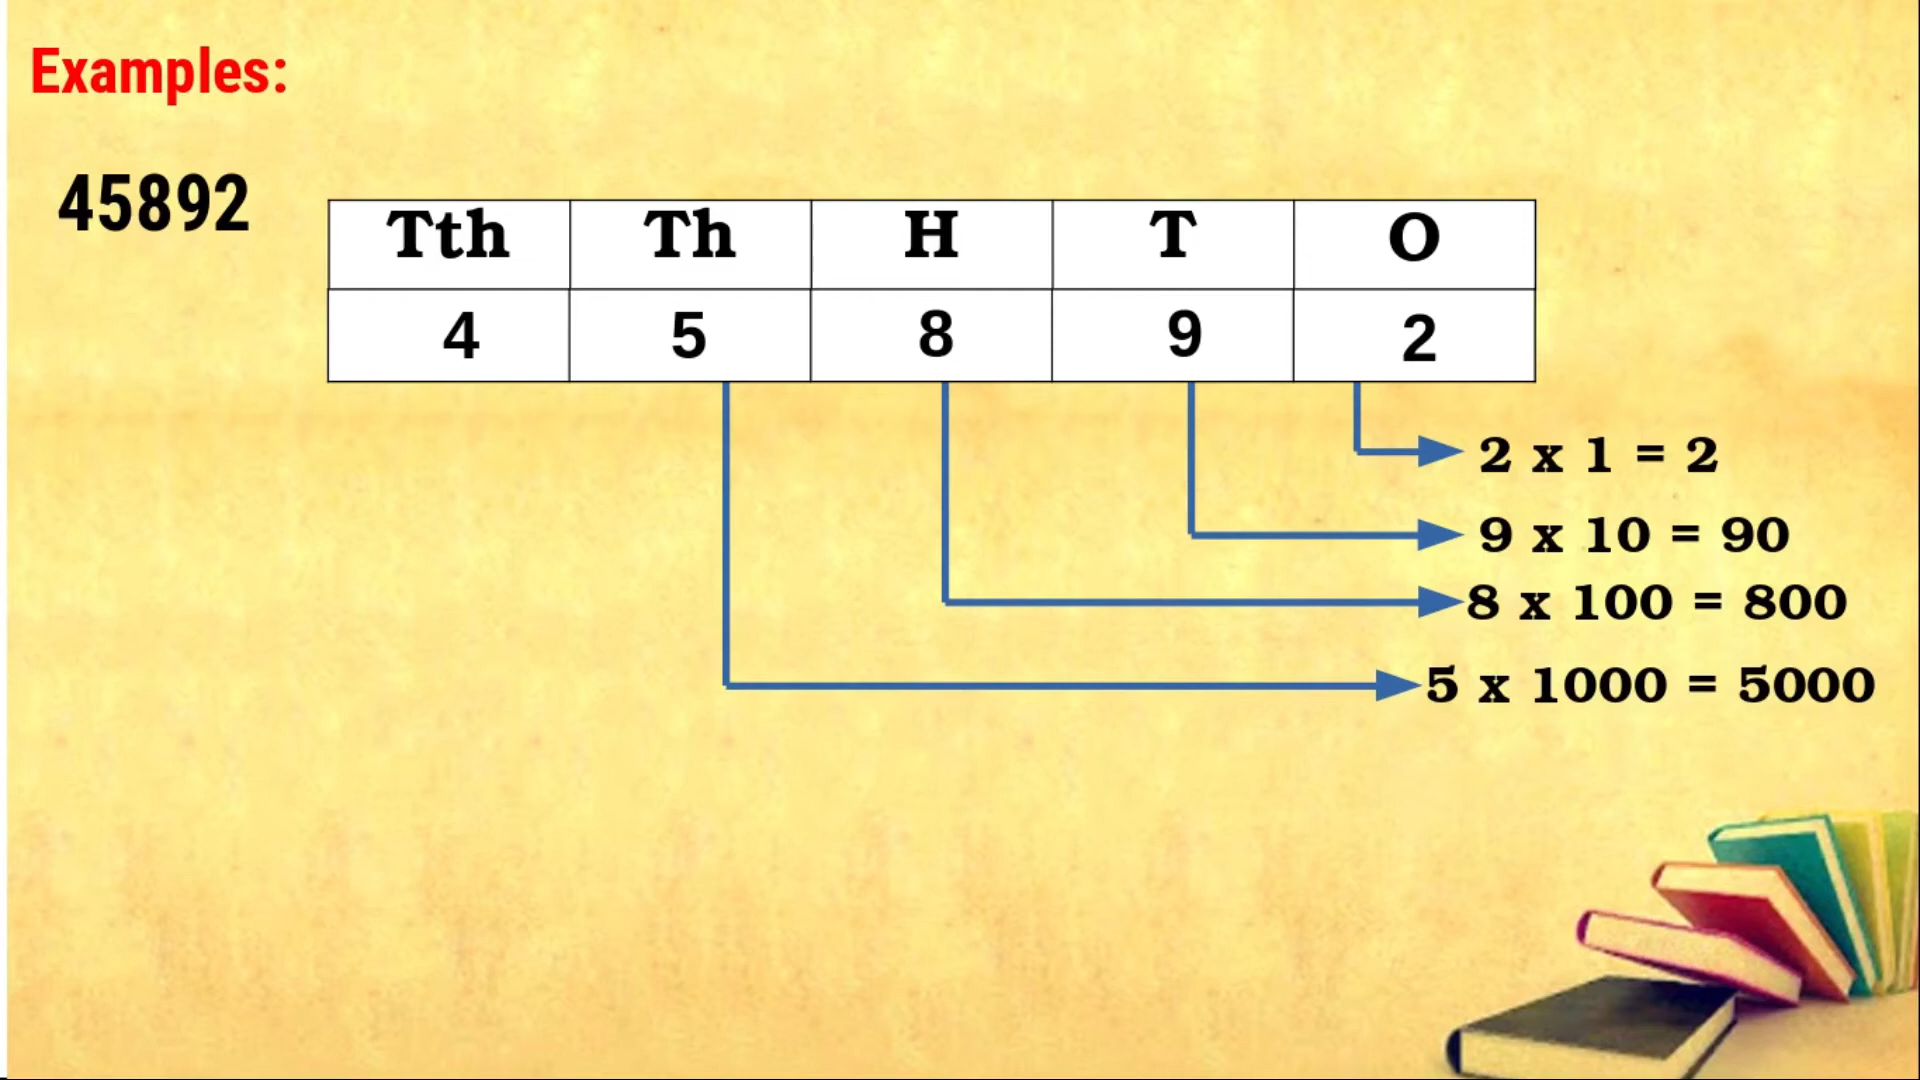 Examples:
45892
Tth Th H T O
4 5 8 9 2
2 x 1 = 2
9 x 10 = 90
8 x 100 = 800
5 x 1000 = 5000